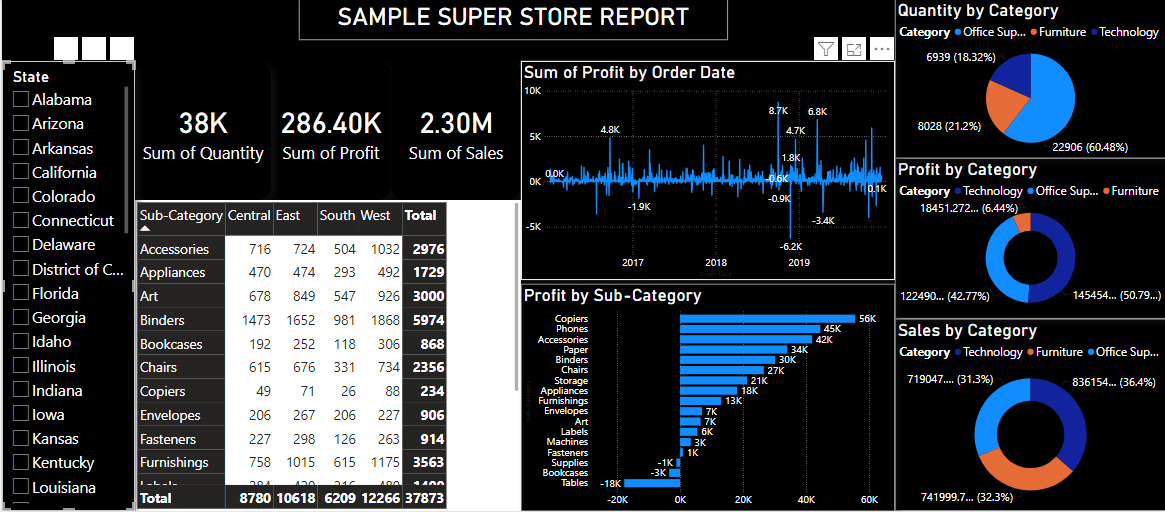 SAMPLE SUPER STORE REPORT
State
Alabama
Arizona
Arkansas
California
Colorado
Connecticut
Delaware
District of C...
Florida
Georgia
Idaho
Illinois
Indiana
Iowa
Kansas
Kentucky
Louisiana
38K
Sum of Quantity
286.40K
Sum of Profit
2.30M
Sum of Sales
Sub-Category Central East South West Total
Accessories 716 724 504 1032 2976
Appliances 470 474 293 492 1729
Art 678 849 547 926 3000
Binders 1473 1652 981 1868 5974
Bookcases 192 252 118 306 868
Chairs 615 676 331 734 2356
Copiers 49 71 26 88 234
Envelopes 206 267 206 227 906
Fasteners 227 298 126 263 914
Furnishings 758 1015 615 1175 3563
Total 8780 10618 6209 12266 37873
Sum of Profit by Order Date
10K
5K
0K
-5K
0.0K
4.8K
-1.9K
8.7K
4.7K
6.8K
1.8K
-0.6K
-0.9K
-3.4K
-6.2K
0.1K
2017 2018 2019
Order Date
Profit by Sub-Category
Sub-Category
Copiers 56K
Phones 45K
Accessories 42K
Paper 34K
Binders 30K
Chairs 27K
Storage 21K
Appliances 18K
Furnishings 13K
Envelopes 7K
Art 7K
Labels 6K
Machines 3K
Fasteners 1K
Supplies -1K
Bookcases -3K
Tables -18K
-20K 0K 20K 40K 60K
Quantity by Category
Category Office Sup... Furniture Technology
6939 (18.32%)
8028 (21.2%)
22906 (60.48%)
Profit by Category
Category Technology Office Sup... Furniture
18451.272... (6.44%)
122490.... (42.77%)
145454.... (50.79...)
Sales by Category
Category Technology Furniture Office Sup...
719047.... (31.3%)
836154.... (36.4%)
741999.7... (32.3%)